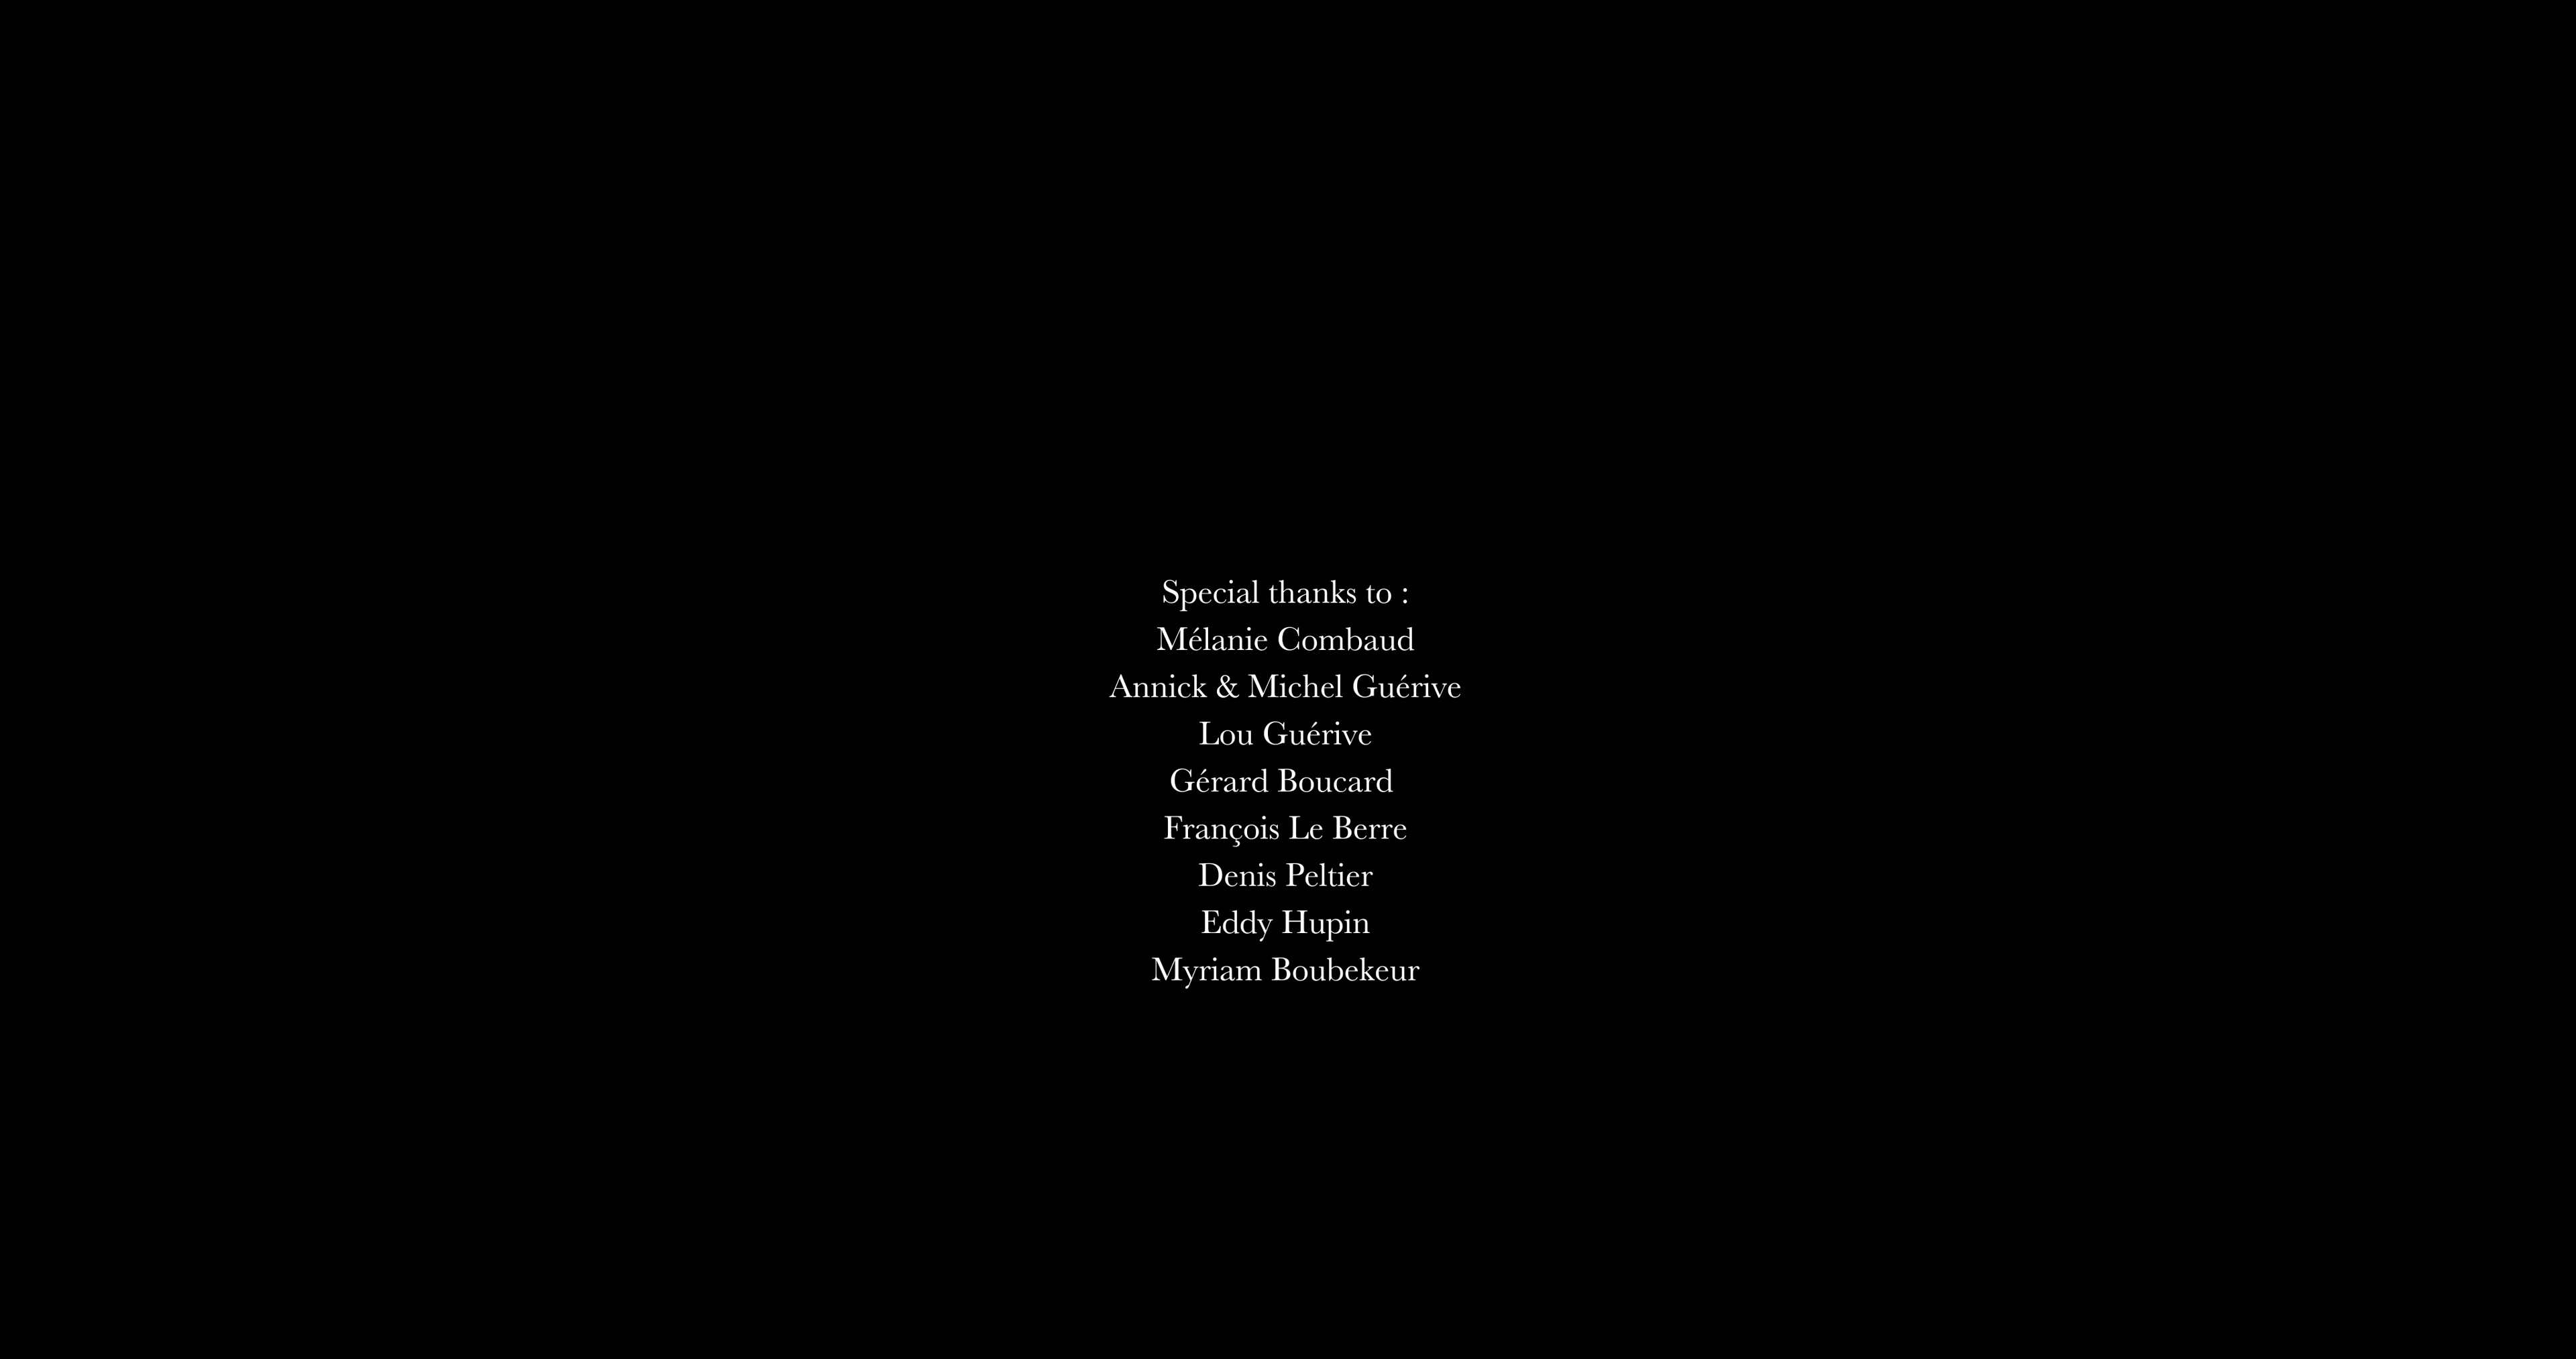 Special thanks to :
Mélanie Combaud
Annick & Michel Guérive
Lou Guérive
Gérard Boucard
François Le Berre
Denis Peltier
Eddy Hupin
Myriam Boubekeur